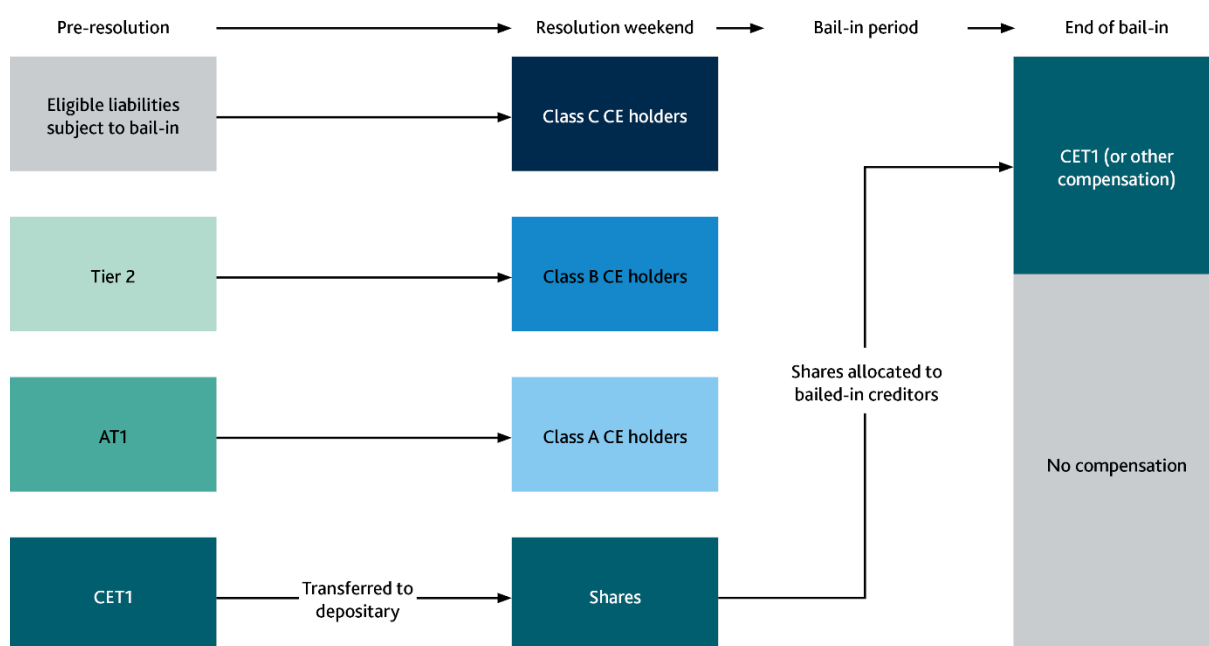 Pre-resolution
Resolution weekend
Bail-in period
End of bail-in
Eligible liabilities
subject to bail-in
Class C CE holders
CET1 (or other
compensation)
Tier 2
Class B CE holders
Shares allocated to
bailed-in creditors
AT1
Class A CE holders
No compensation
CET1
Transferred to
depositary
Shares